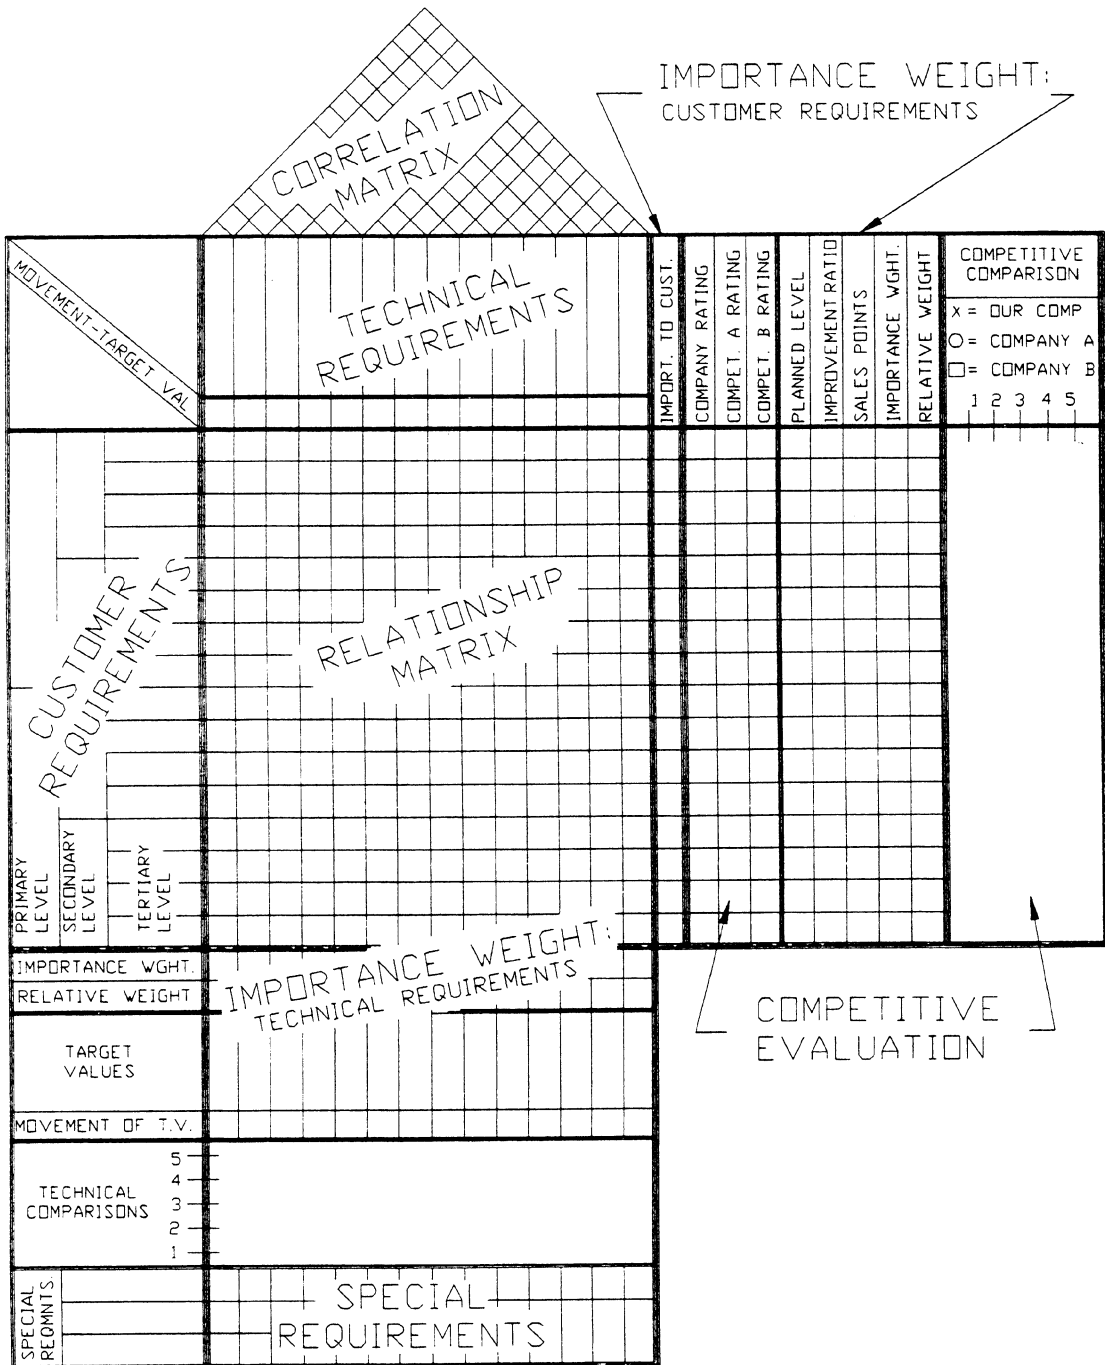 IMPORTANCE WEIGHT:
CUSTOMER REQUIREMENTS
CORRELATION
MATRIX
MOVEMENT-TARGET VAL
TECHNICAL
REQUIREMENTS
IMPORT. TO CUST.
COMPANY RATING
COMPET. A RATING
COMPET. B RATING
PLANNED LEVEL
IMPROVEMENT RATIO
SALES POINTS
IMPORTANCE WGHT.
RELATIVE WEIGHT
COMPETITIVE
COMPARISON
X = OUR COMP
O = COMPANY A
□ = COMPANY B
1 2 3 4 5
CUSTOMER
REQUIREMENTS
RELATIONSHIP
MATRIX
PRIMARY
LEVEL
SECONDARY
LEVEL
TERTIARY
LEVEL
IMPORTANCE WGHT.
RELATIVE WEIGHT
IMPORTANCE WEIGHT:
TECHNICAL REQUIREMENTS
COMPETITIVE
EVALUATION
TARGET
VALUES
MOVEMENT OF T.V.
TECHNICAL
COMPARISONS
5
4
3
2
1
SPECIAL
REQMNTS.
SPECIAL
REQUIREMENTS